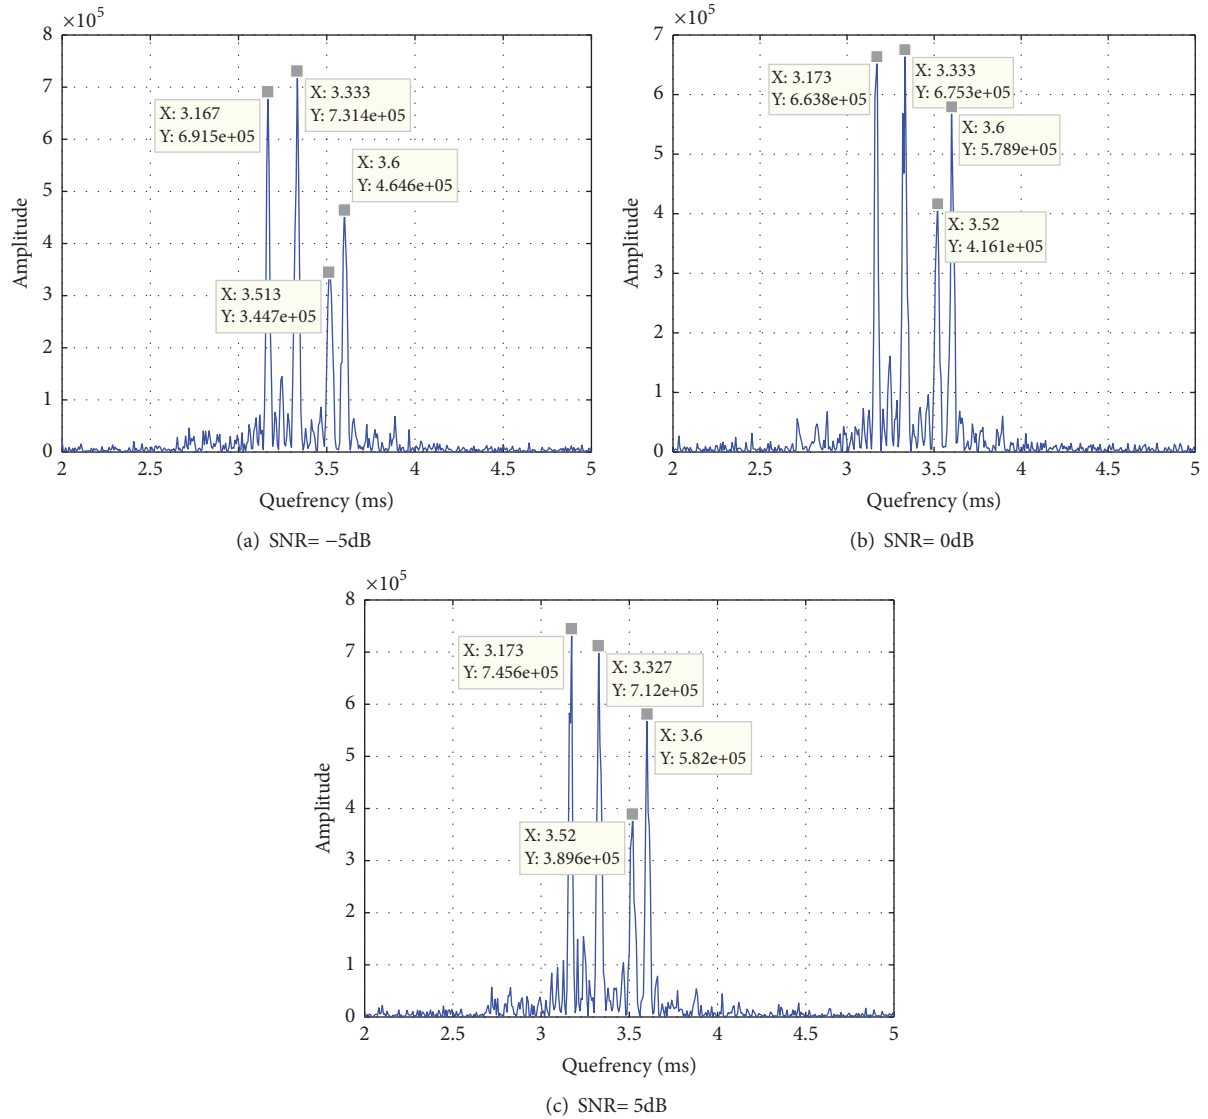 ×10⁵
8
7
6
5
4
3
2
1
0
Amplitude
X: 3.167
Y: 6.915e+05
X: 3.333
Y: 7.314e+05
X: 3.6
Y: 4.646e+05
X: 3.513
Y: 3.447e+05
2 2.5 3 3.5 4 4.5 5
Quefrency (ms)
(a) SNR= −5dB
×10⁵
7
6
5
4
3
2
1
0
Amplitude
X: 3.173
Y: 6.638e+05
X: 3.333
Y: 6.753e+05
X: 3.6
Y: 5.789e+05
X: 3.52
Y: 4.161e+05
2 2.5 3 3.5 4 4.5 5
Quefrency (ms)
(b) SNR= 0dB
×10⁵
8
7
6
5
4
3
2
1
0
Amplitude
X: 3.173
Y: 7.456e+05
X: 3.327
Y: 7.12e+05
X: 3.6
Y: 5.82e+05
X: 3.52
Y: 3.896e+05
2 2.5 3 3.5 4 4.5 5
Quefrency (ms)
(c) SNR= 5dB